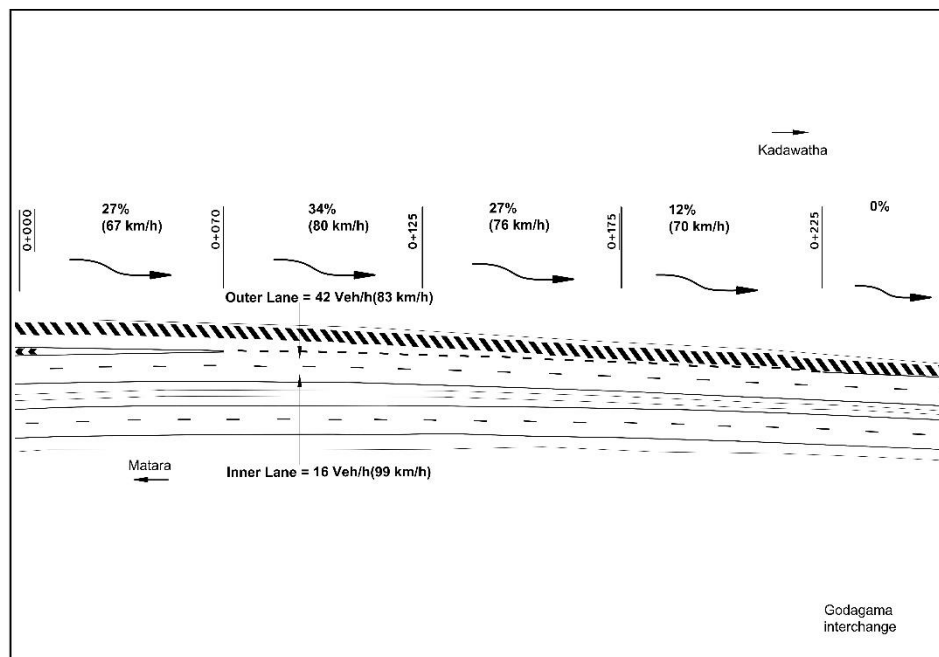 Kadawatha
0+000
27%
(67 km/h)
0+070
34%
(80 km/h)
0+125
27%
(76 km/h)
0+175
12%
(70 km/h)
0+225
0%
Outer Lane = 42 Veh/h(83 km/h)
Matara
Inner Lane = 16 Veh/h(99 km/h)
Godagama
interchange